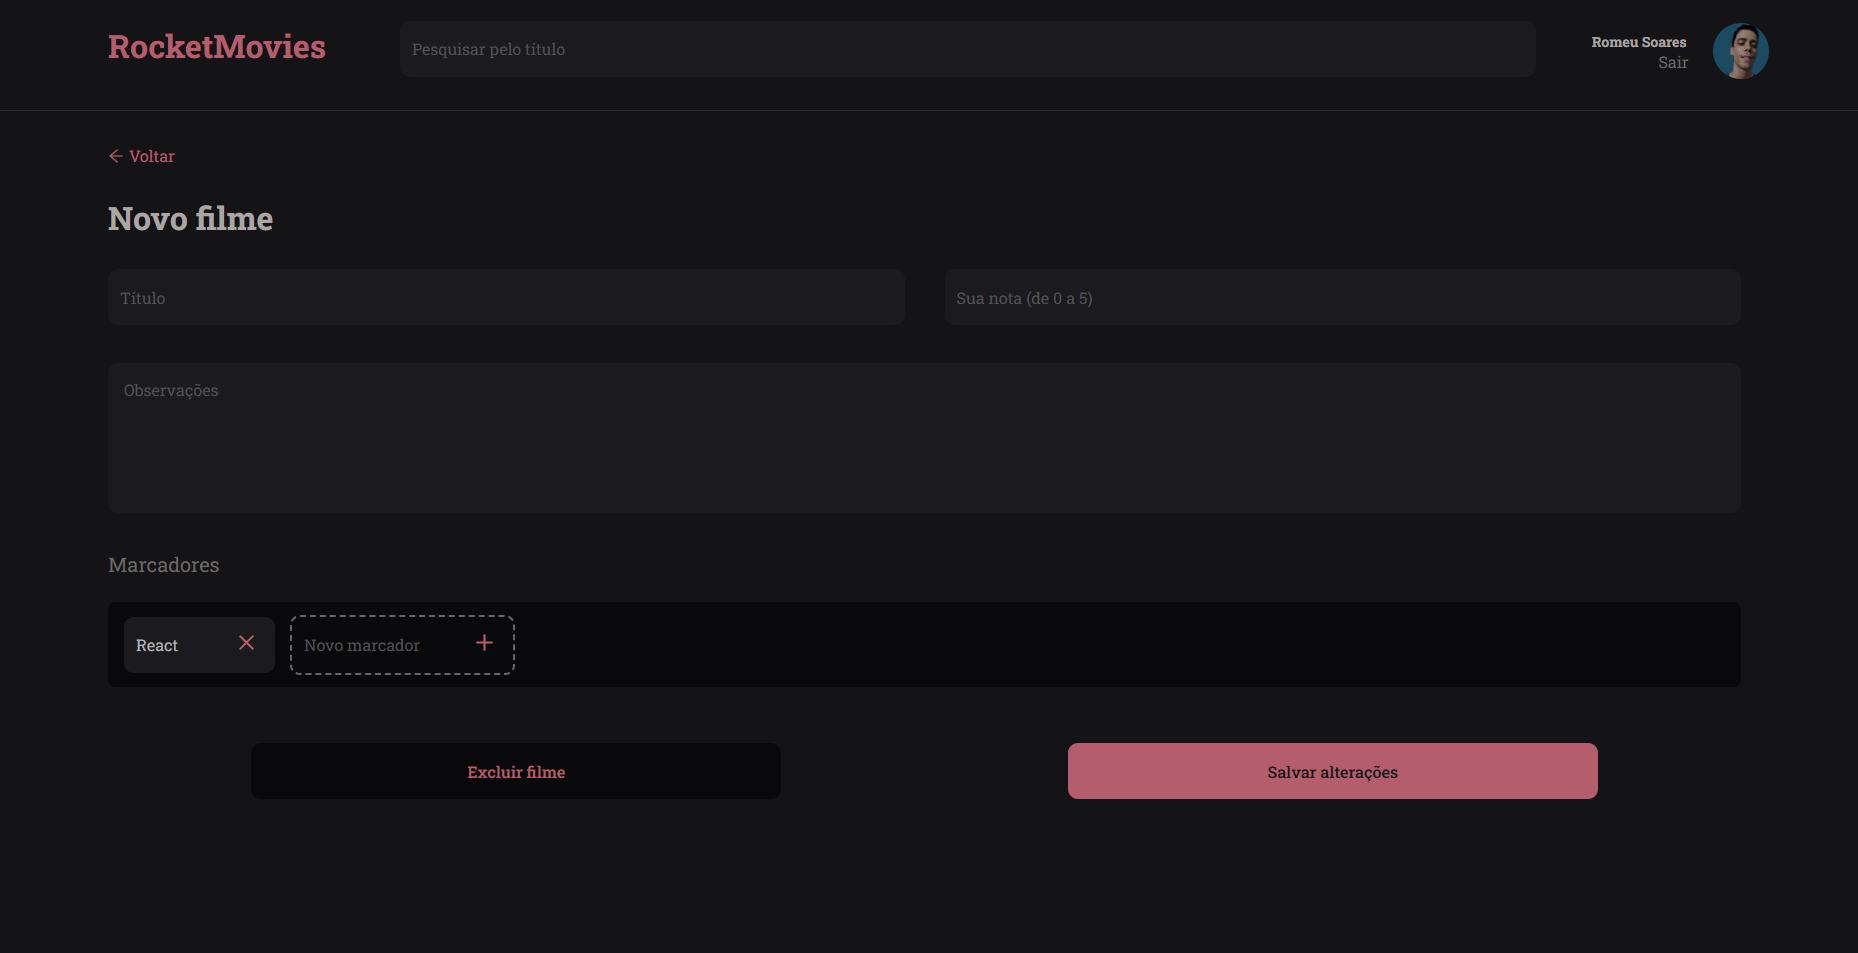 RocketMovies
Pesquisar pelo título
Romeu Soares
Sair
Voltar
Novo filme
Título
Sua nota (de 0 a 5)
Observações
Marcadores
React
Novo marcador
Excluir filme
Salvar alterações